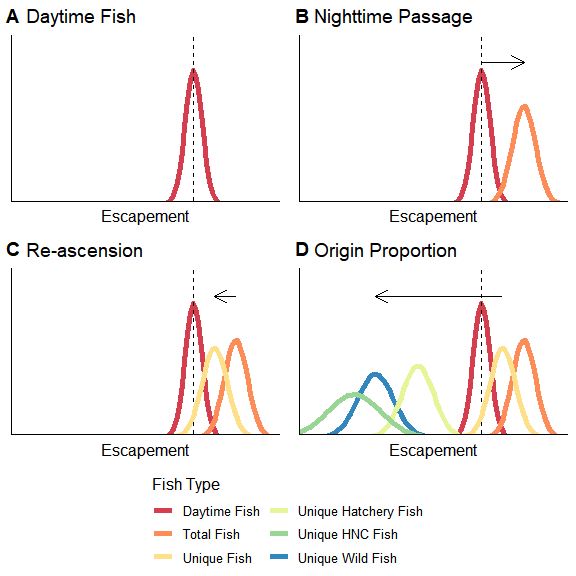 A Daytime Fish
B Nighttime Passage
Escapement
Escapement
C Re-ascension
D Origin Proportion
Escapement
Escapement
Fish Type
Daytime Fish
Unique Hatchery Fish
Total Fish
Unique HNC Fish
Unique Fish
Unique Wild Fish